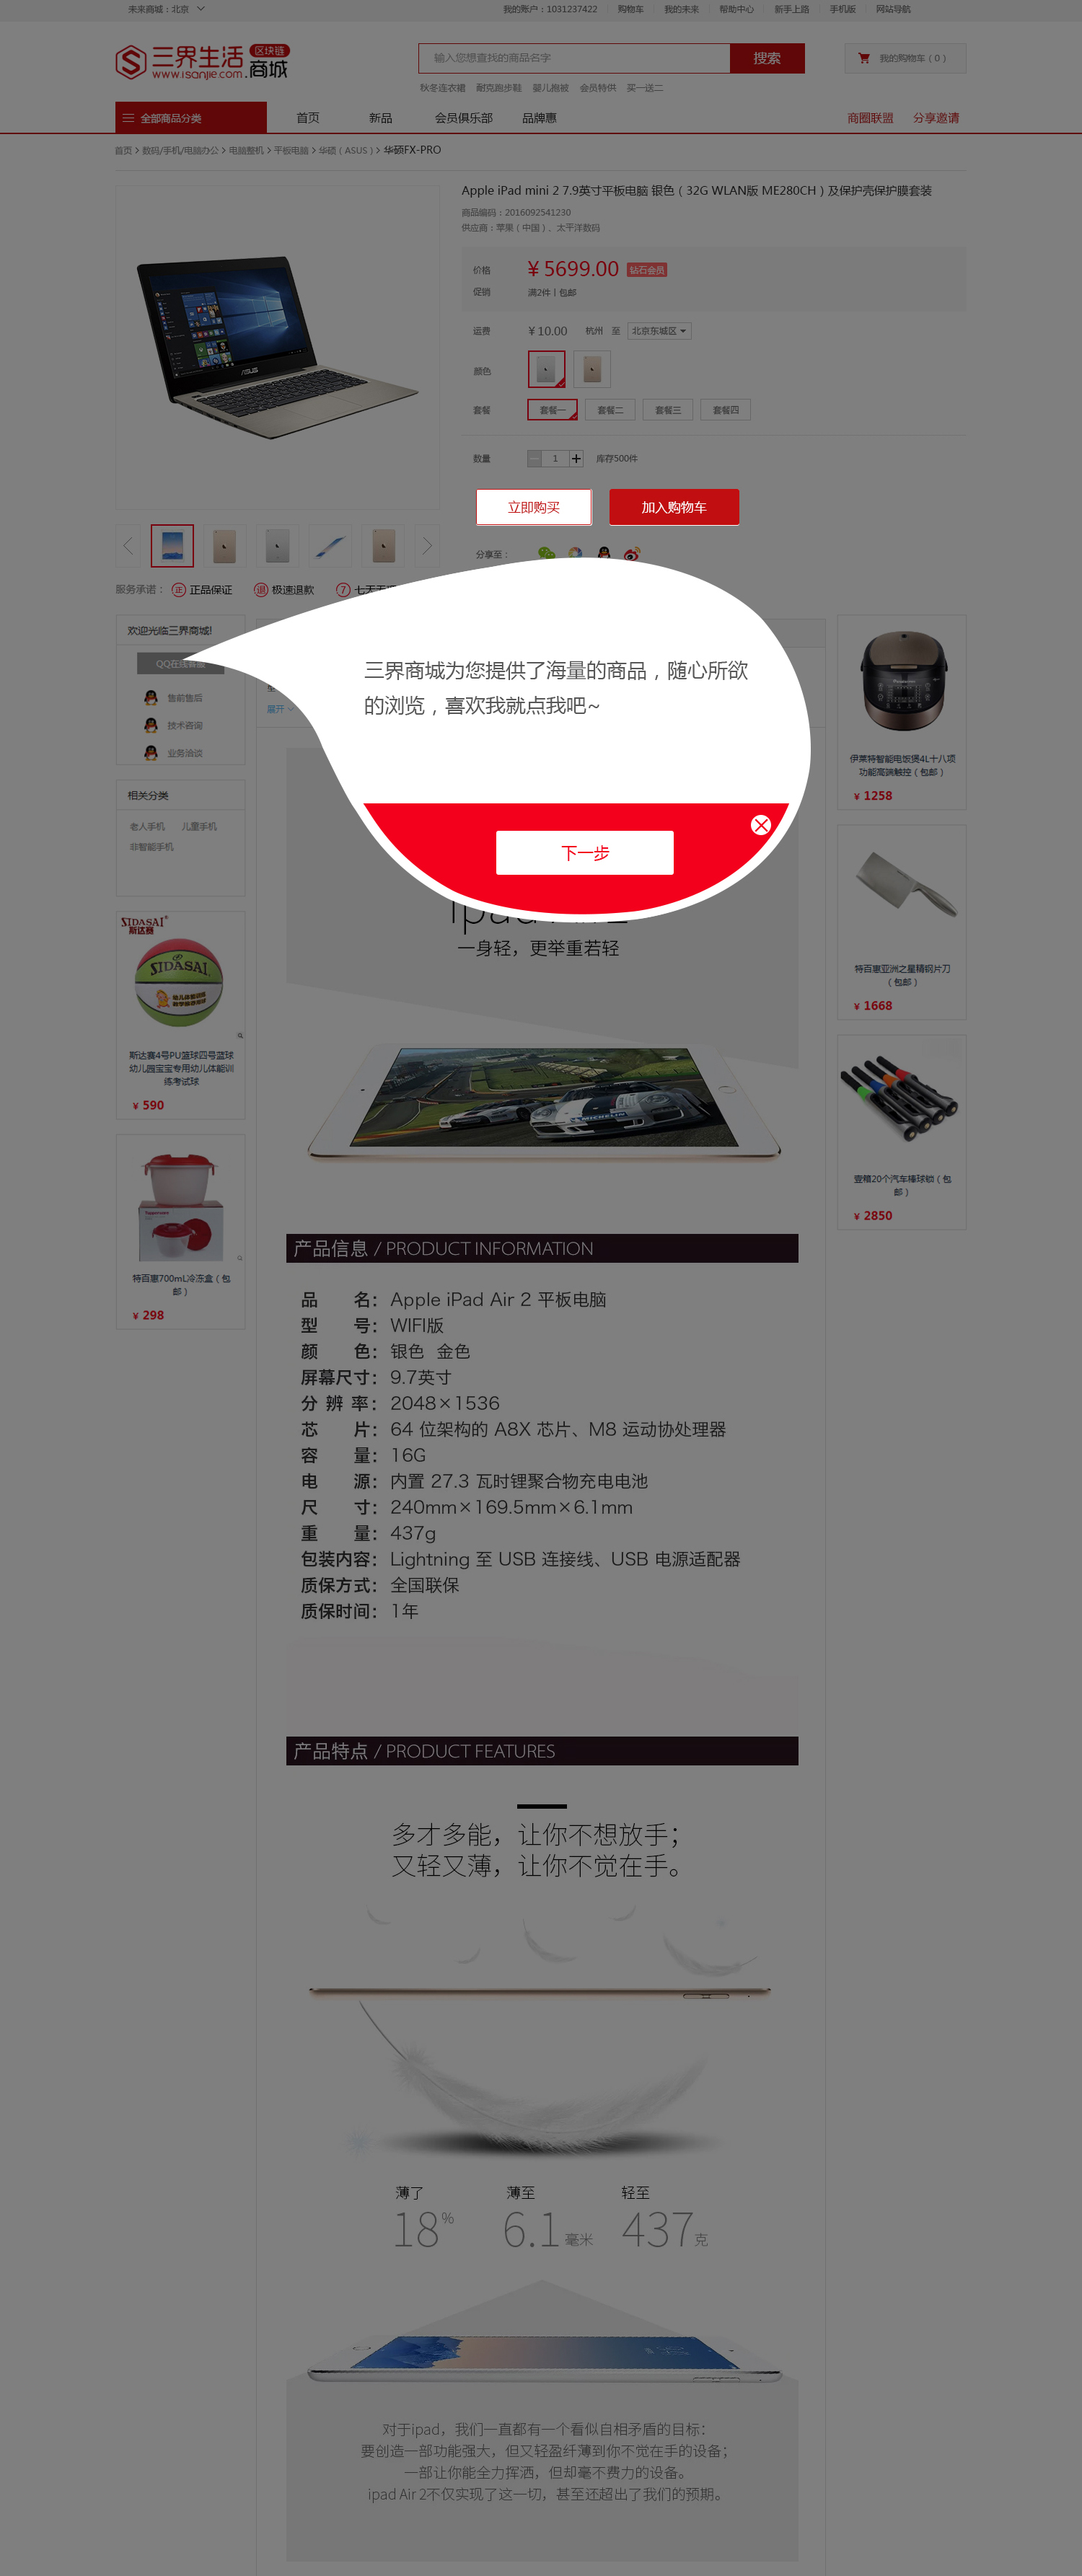 未来商城：北京
我的账户：1031237422 购物车 我的未来 帮助中心 新手上路 手机版 网站导航
三界生活 区块链
www.isanjie.com.商城
输入您想查找的商品名字 搜索
我的购物车（0）
秋冬连衣裙 耐克跑步鞋 婴儿抱被 会员特供 买一送二
全部商品分类 首页 新品 会员俱乐部 品牌惠 商圈联盟 分享邀请
首页 > 数码/手机/电脑办公 > 电脑整机 > 平板电脑 > 华硕（ASUS）> 华硕FX-PRO
Apple iPad mini 2 7.9英寸平板电脑 银色（32G WLAN版 ME280CH）及保护壳保护膜套装
商品编码：2016092541230
供应商：苹果（中国）、太平洋数码
价格 ¥ 5699.00 钻石会员
促销 满2件丨包邮
运费 ¥ 10.00 杭州 至 北京东城区
颜色
套餐 套餐一 套餐二 套餐三 套餐四
数量 1 库存500件
立即购买 加入购物车
分享至：
ASUS
服务承诺： 正 正品保证 退 极速退款 7
欢迎光临三界商城!
QQ在线客服
售前售后
技术咨询
业务洽谈
展开
三界商城为您提供了海量的商品，随心所欲
的浏览，喜欢我就点我吧~
下一步
相关分类
老人手机 儿童手机
非智能手机
SIDASAI
斯达赛
SIDASAI
斯达赛4号PU篮球四号蓝球
幼儿园宝宝专用幼儿体能训
练考试球
¥ 590
Tupperware
特百惠700mL冷冻盒（包
邮）
¥ 298
伊莱特智能电饭煲4L十八项
功能高端触控（包邮）
¥ 1258
特百惠亚洲之星精钢片刀
（包邮）
¥ 1668
壹捕20个汽车棒球锁（包
邮）
¥ 2850
一身轻，更举重若轻
MICHELIN
产品信息 / PRODUCT INFORMATION
品 名： Apple iPad Air 2 平板电脑
型 号： WIFI版
颜 色： 银色 金色
屏幕尺寸： 9.7英寸
分 辨 率： 2048×1536
芯 片： 64 位架构的 A8X 芯片、M8 运动协处理器
容 量： 16G
电 源： 内置 27.3 瓦时锂聚合物充电电池
尺 寸： 240mm×169.5mm×6.1mm
重 量： 437g
包装内容： Lightning 至 USB 连接线、USB 电源适配器
质保方式： 全国联保
质保时间： 1年
产品特点 / PRODUCT FEATURES
多才多能，让你不想放手；
又轻又薄，让你不觉在手。
薄了 薄至 轻至
18% 6.1毫米 437克
对于ipad，我们一直都有一个看似自相矛盾的目标：
要创造一部功能强大，但又轻盈纤薄到你不觉在手的设备；
一部让你能全力挥洒，但却毫不费力的设备。
ipad Air 2不仅实现了这一切，甚至还超出了我们的预期。